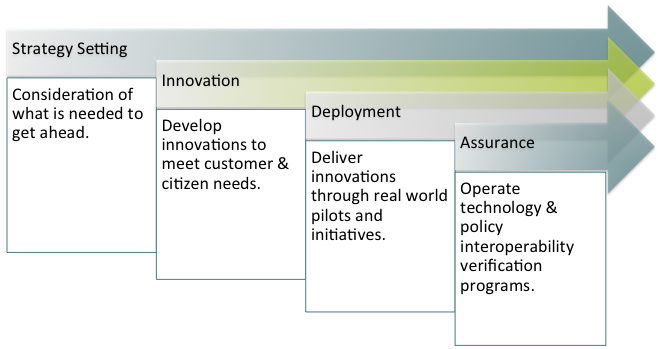 Strategy Setting
Consideration of
what is needed to
get ahead.
Innovation
Develop
innovations to
meet customer &
citizen needs.
Deployment
Deliver
innovations
through real world
pilots and
initiatives.
Assurance
Operate
technology &
policy
interoperability
verification
programs.